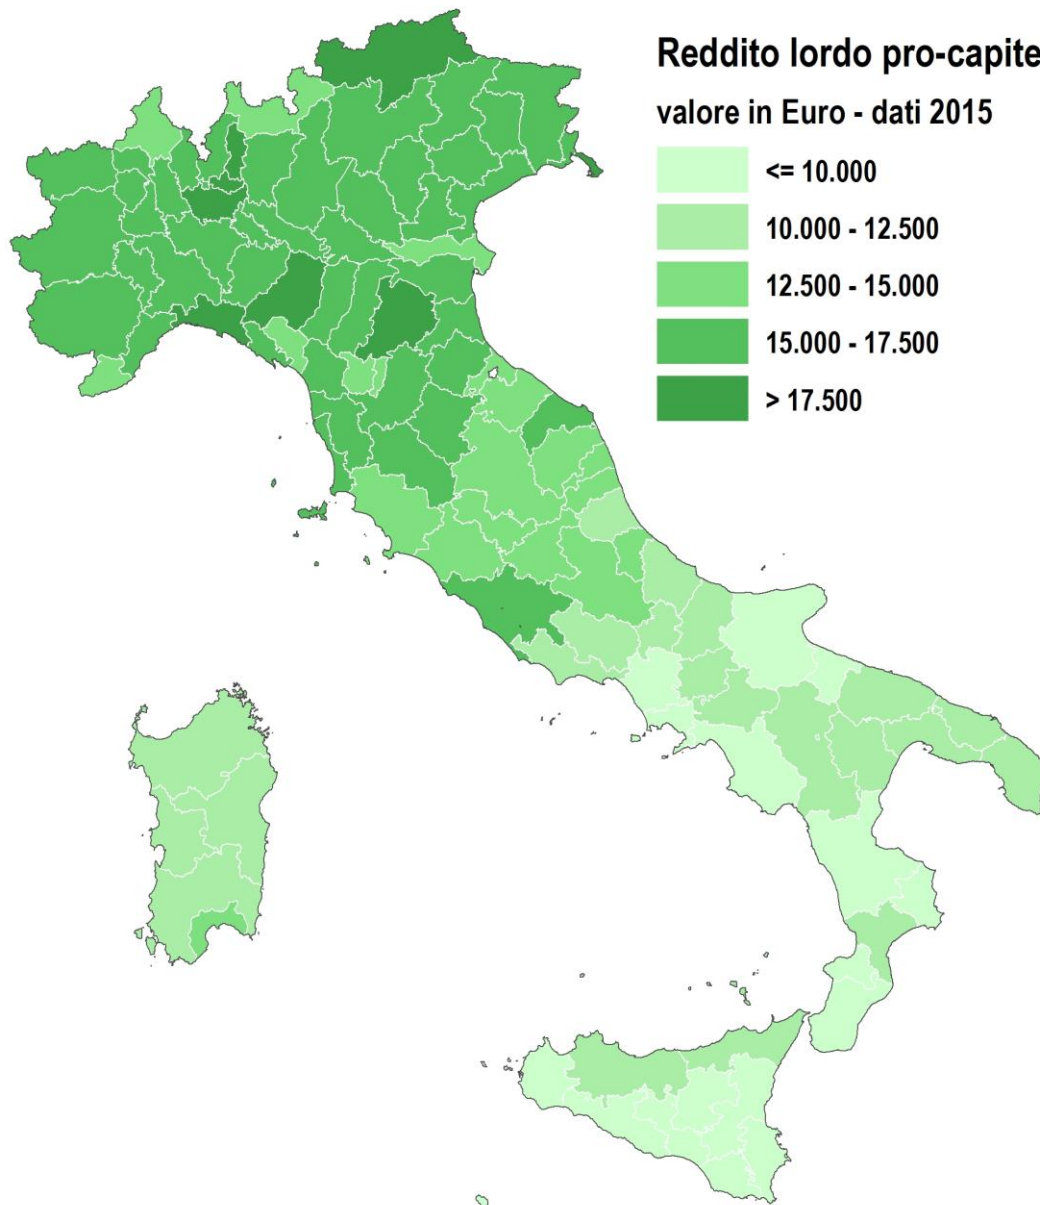 Reddito lordo pro-capite
valore in Euro - dati 2015
<= 10.000
10.000 - 12.500
12.500 - 15.000
15.000 - 17.500
> 17.500